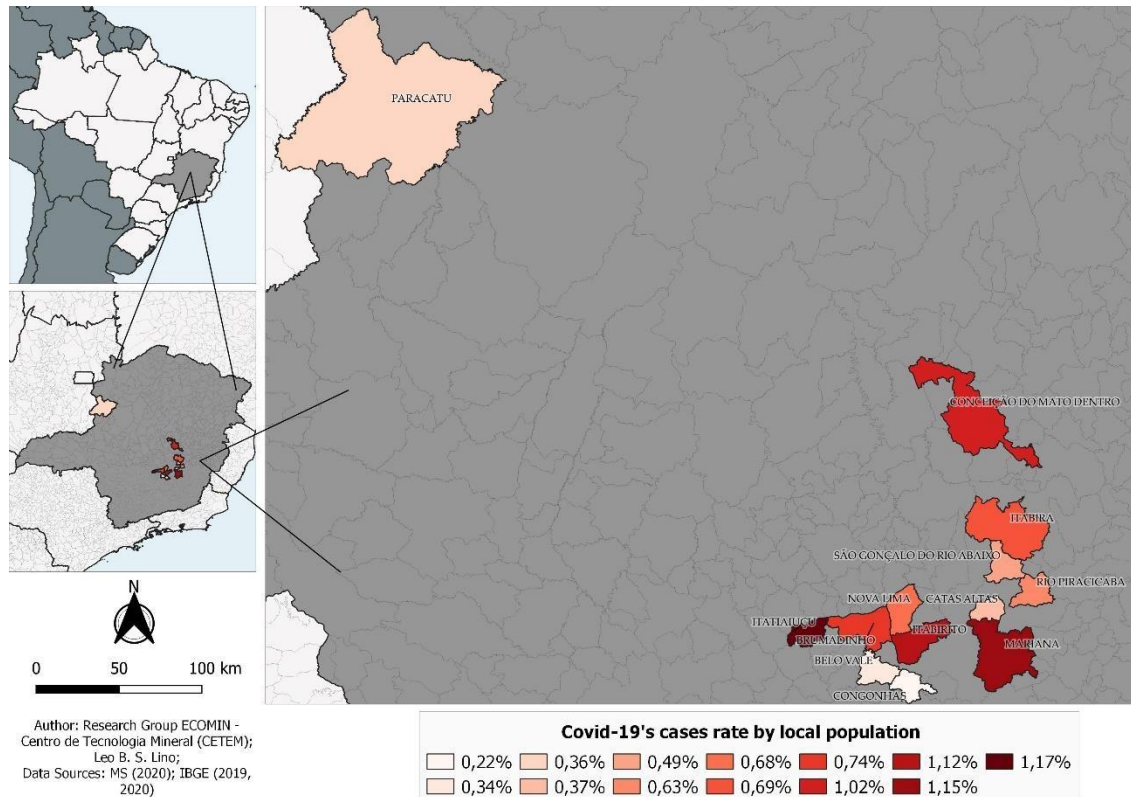 PARACATU
CONCEIÇÃO DO MATO DENTRO
ITABIRA
SÃO GONÇALO DO RIO ABAIXO
RIO PIRACICABA
NOVA LIMA
CATAS ALTAS
ITATIAIUÇU
ITABIRITO
BRUMADINHO
MARIANA
BELO VALE
CONGONHAS
N
0 50 100 km
Author: Research Group ECOMIN -
Centro de Tecnologia Mineral (CETEM);
Leo B. S. Lino;
Data Sources: MS (2020); IBGE (2019,
2020)
Covid-19's cases rate by local population
0,22% 0,36% 0,49% 0,68% 0,74% 1,12% 1,17%
0,34% 0,37% 0,63% 0,69% 1,02% 1,15%